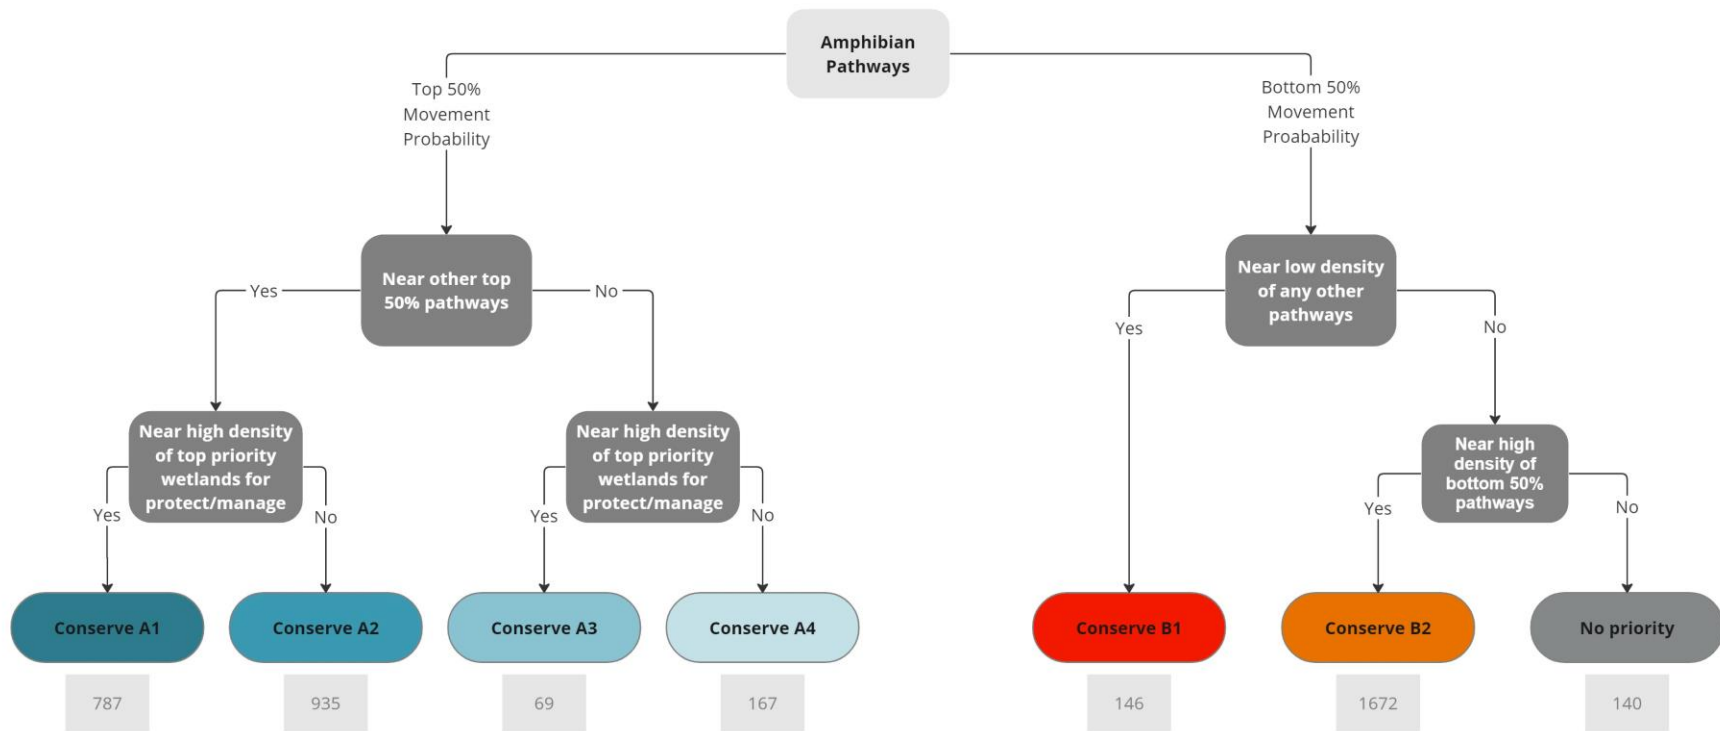 Amphibian
Pathways
Top 50%
Movement
Probability
Bottom 50%
Movement
Proabability
Near other top
50% pathways
Near low density
of any other
pathways
Yes
No
Yes
No
Near high density
of top priority
wetlands for
protect/manage
Near high density
of top priority
wetlands for
protect/manage
Near high
density of
bottom 50%
pathways
Yes
No
Yes
No
Yes
No
Conserve A1
Conserve A2
Conserve A3
Conserve A4
Conserve B1
Conserve B2
No priority
787
935
69
167
146
1672
140